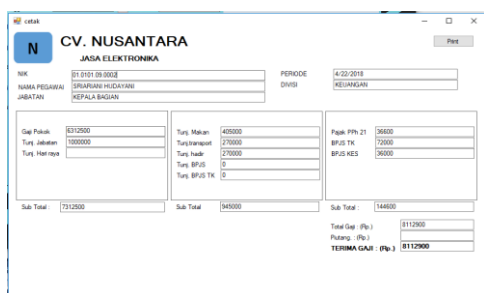 cetak
Print
N
CV. NUSANTARA
JASA ELEKTRONIKA
NIK 01.0101.09.0002 PERIODE 4/22/2018
NAMA PEGAWAI SRIARIANI HUDAYANI DIVISI KEUANGAN
JABATAN KEPALA BAGIAN
Gaji Pokok 6312500 Tunj. Makan 405000 Pajak PPh 21 36600
Tunj. Jabatan 1000000 Tunj.transport 270000 BPJS TK 72000
Tunj. Hari raya Tunj. hadir 270000 BPJS KES 36000
Tunj. BPJS 0
Tunj. BPJS TK 0
Sub Total : 7312500 Sub Total 945000 Sub Total : 144600
Total Gaji : (Rp.) 8112900
Piutang. : (Rp.)
TERIMA GAJI : (Rp.) 8112900